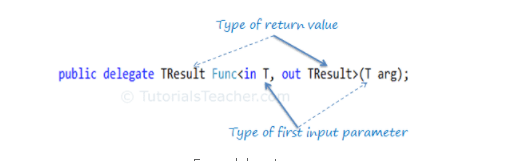 Type of return value
public delegate TResult Func<in T, out TResult>(T arg);
© TutorialsTeacher.com
Type of first input parameter